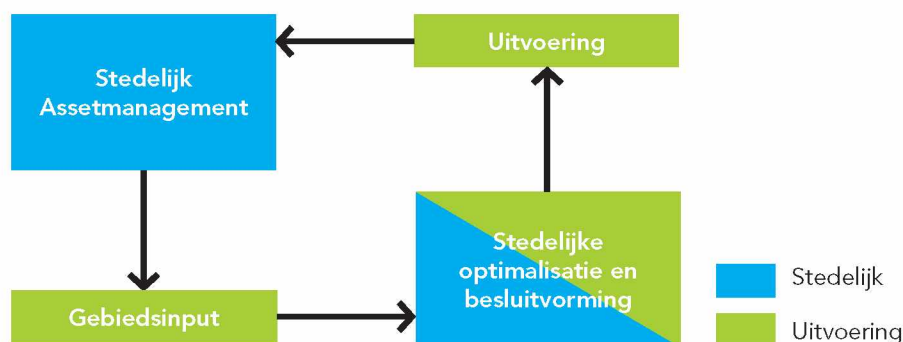 Uitvoering
Stedelijk
Assetmanagement
Stedelijke
optimalisatie en
besluitvorming
Gebiedsinput
Stedelijk
Uitvoering